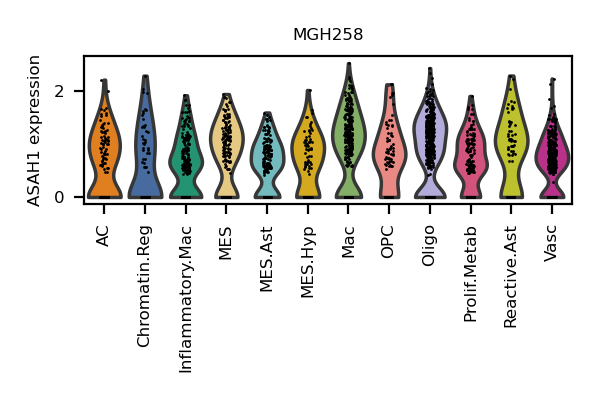 MGH258
ASAH1 expression
2
0
AC
Chromatin.Reg
Inflammatory.Mac
MES
MES.Ast
MES.Hyp
Mac
OPC
Oligo
Prolif.Metab
Reactive.Ast
Vasc